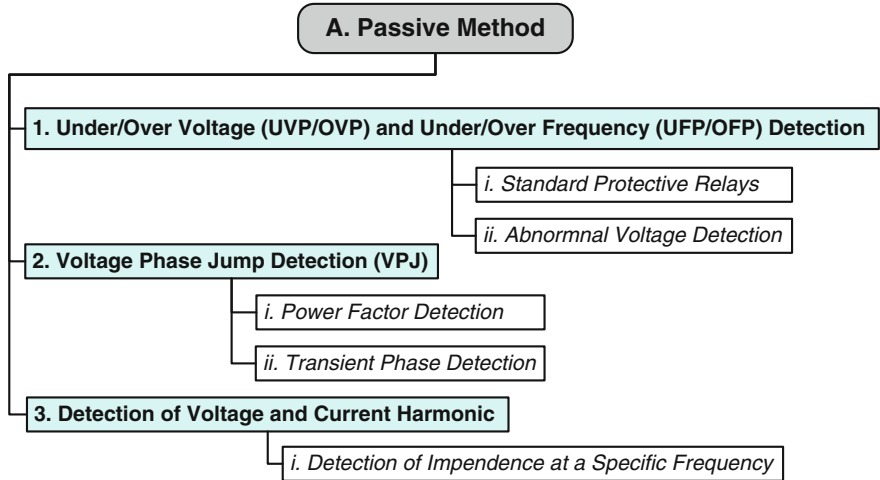 A. Passive Method
1. Under/Over Voltage (UVP/OVP) and Under/Over Frequency (UFP/OFP) Detection
i. Standard Protective Relays
ii. Abnormnal Voltage Detection
2. Voltage Phase Jump Detection (VPJ)
i. Power Factor Detection
ii. Transient Phase Detection
3. Detection of Voltage and Current Harmonic
i. Detection of Impendence at a Specific Frequency